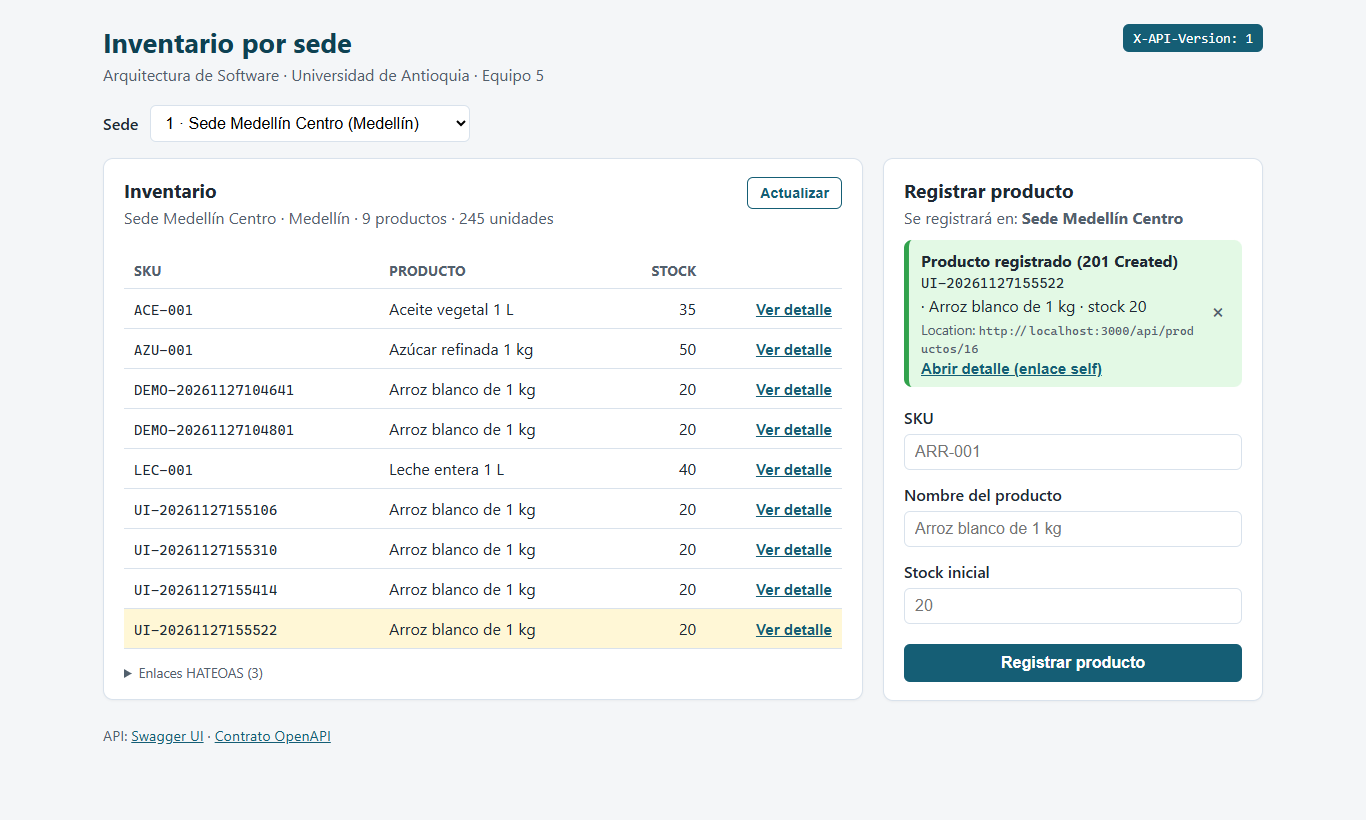 Inventario por sede
X-API-Version: 1
Arquitectura de Software · Universidad de Antioquia · Equipo 5
Sede 1 · Sede Medellín Centro (Medellín)
Inventario
Actualizar
Sede Medellín Centro · Medellín · 9 productos · 245 unidades
SKU PRODUCTO STOCK
ACE-001 Aceite vegetal 1 L 35 Ver detalle
AZU-001 Azúcar refinada 1 kg 50 Ver detalle
DEMO-20261127104641 Arroz blanco de 1 kg 20 Ver detalle
DEMO-20261127104801 Arroz blanco de 1 kg 20 Ver detalle
LEC-001 Leche entera 1 L 40 Ver detalle
UI-20261127155106 Arroz blanco de 1 kg 20 Ver detalle
UI-20261127155310 Arroz blanco de 1 kg 20 Ver detalle
UI-20261127155414 Arroz blanco de 1 kg 20 Ver detalle
UI-20261127155522 Arroz blanco de 1 kg 20 Ver detalle
Enlaces HATEOAS (3)
Registrar producto
Se registrará en: Sede Medellín Centro
Producto registrado (201 Created)
UI-20261127155522
· Arroz blanco de 1 kg · stock 20
×
Location: http://localhost:3000/api/prod
uctos/16
Abrir detalle (enlace self)
SKU
ARR-001
Nombre del producto
Arroz blanco de 1 kg
Stock inicial
20
Registrar producto
API: Swagger UI · Contrato OpenAPI